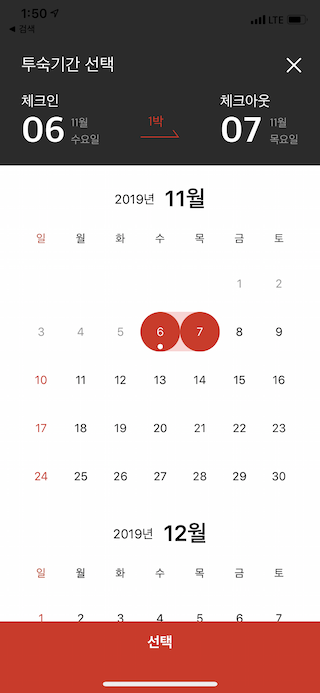 1:50 LTE
◀ 검색
투숙기간 선택
체크인 체크아웃
06 11월 수요일 1박 07 11월 목요일
2019년 11월
일 월 화 수 목 금 토
1 2
3 4 5 6 7 8 9
10 11 12 13 14 15 16
17 18 19 20 21 22 23
24 25 26 27 28 29 30
2019년 12월
일 월 화 수 목 금 토
1 2 3 4 5 6 7
선택